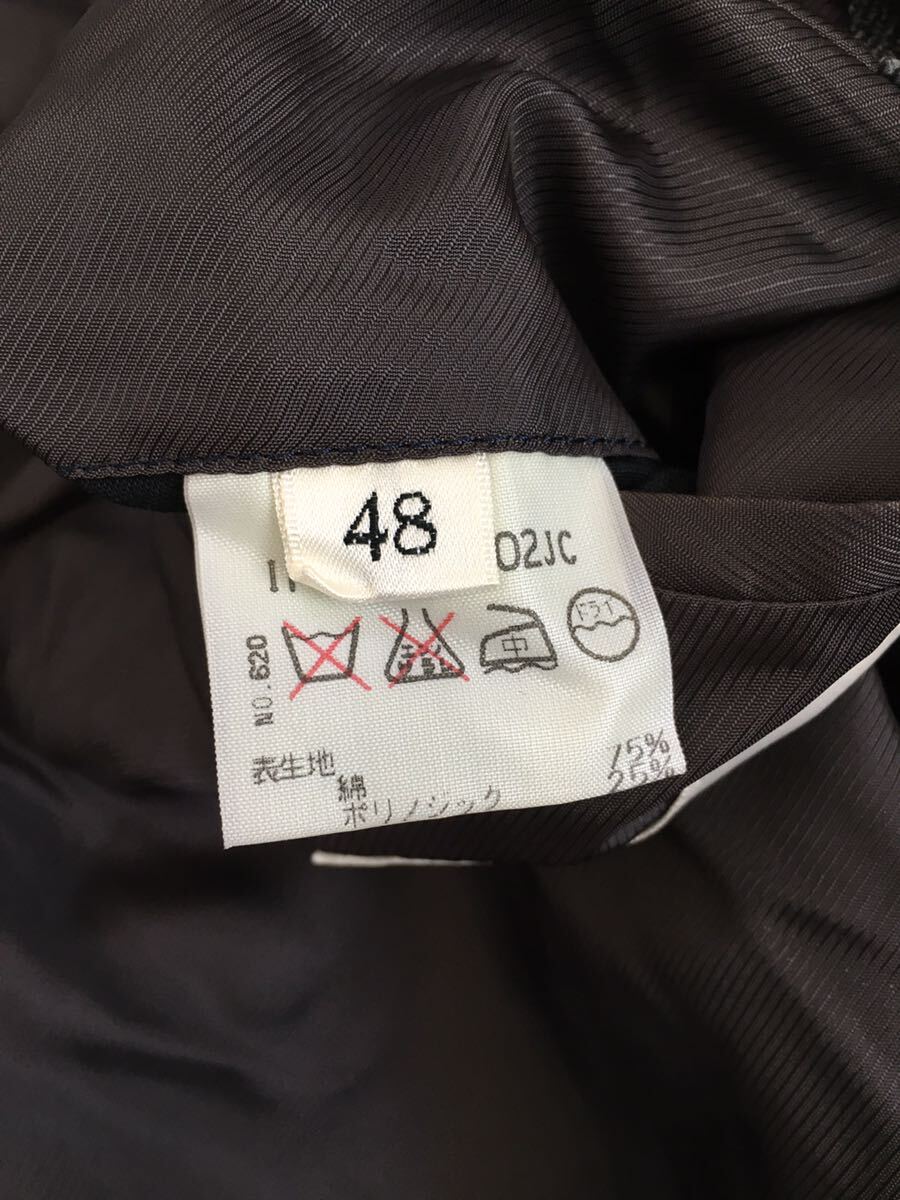 48
02JC
NO.620
中
ドライ
表生地
綿 75%
ポリノジック 25%